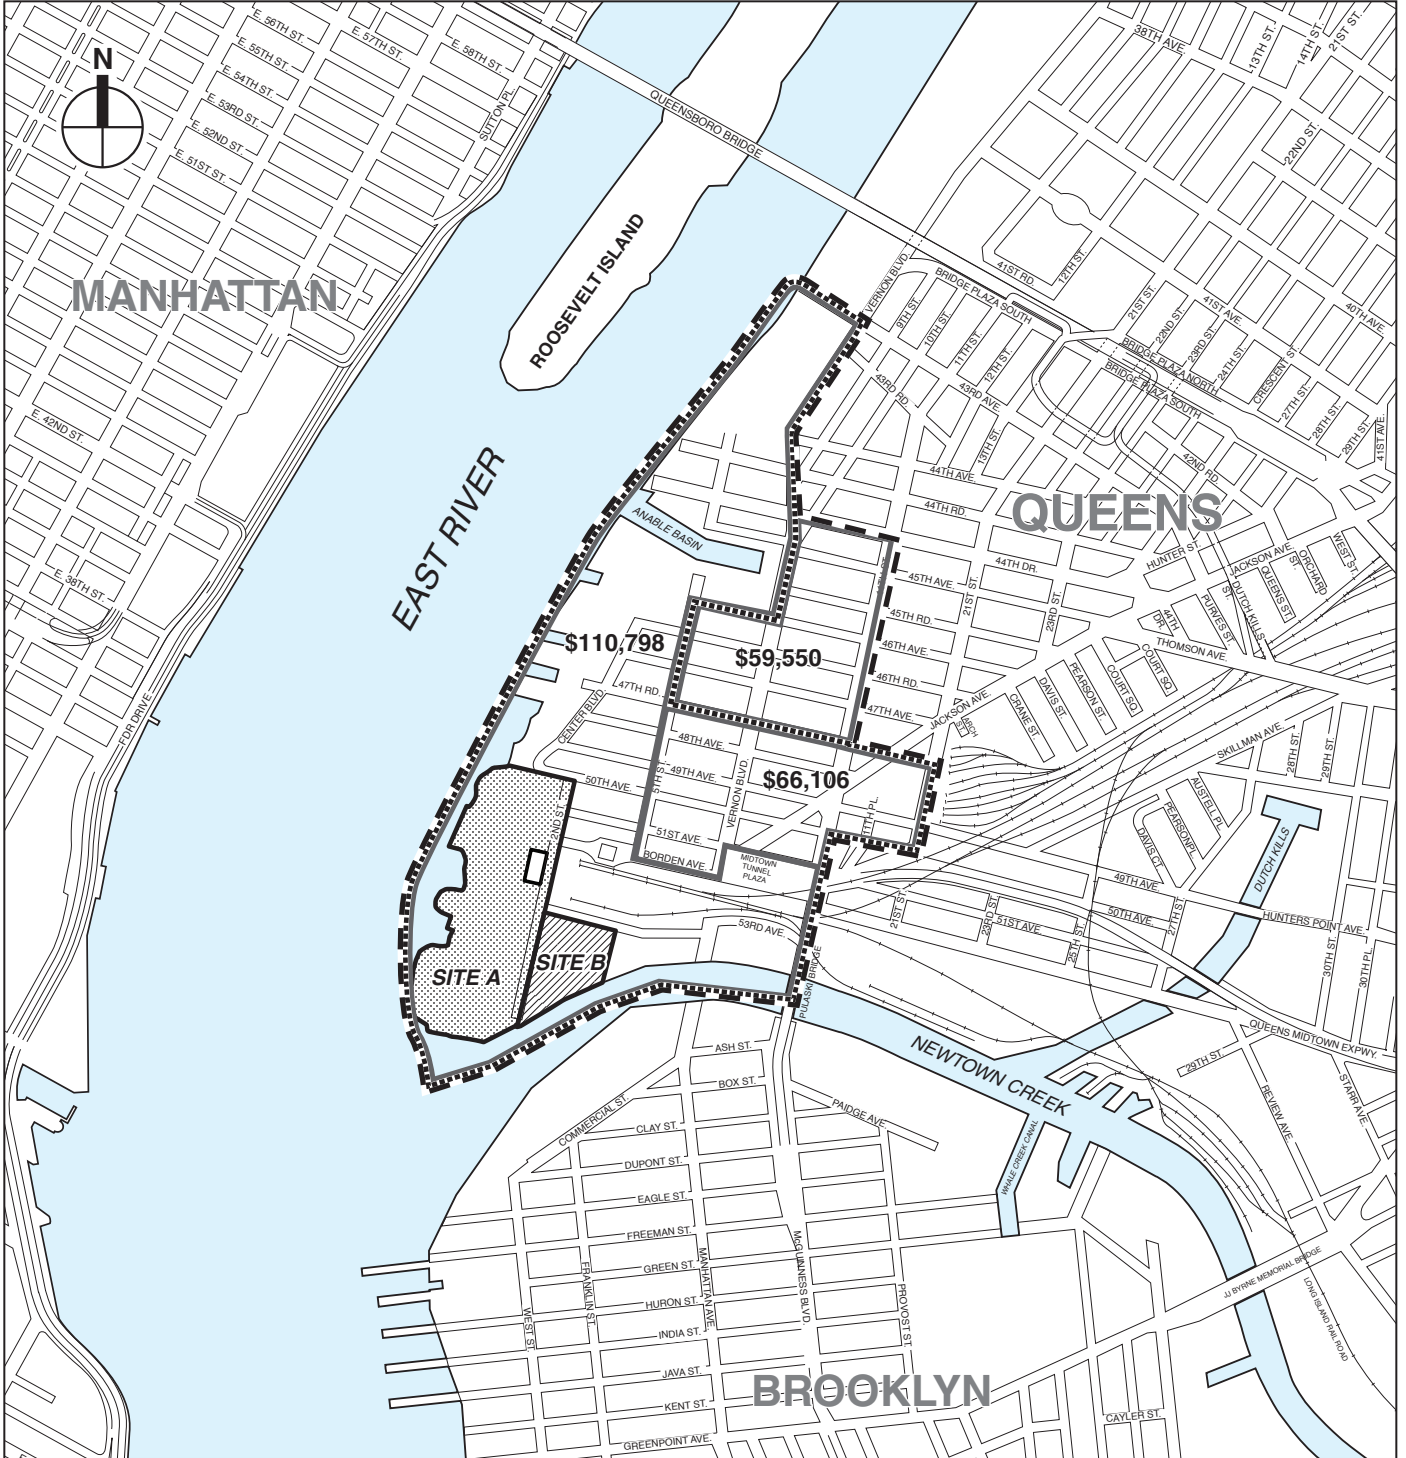 N
E. 56TH ST.
E. 55TH ST.
E. 54TH ST.
E. 53RD ST.
E. 52ND ST.
E. 51ST ST.
E. 57TH ST.
E. 58TH ST.
SUTTON PL.
QUEENSBORO BRIDGE
38TH AVE.
13TH ST.
14TH ST.
21ST ST.
22ND ST.
MANHATTAN
ROOSEVELT ISLAND
VERNON BLVD.
41ST RD.
12TH ST.
BRIDGE PLAZA SOUTH
9TH ST.
10TH ST.
11TH ST.
12TH ST.
21ST ST.
22ND ST.
23RD ST.
24TH ST.
41ST AVE.
40TH AVE.
BRIDGE PLAZA NORTH
BRIDGE PLAZA SOUTH
CRESCENT ST.
27TH ST.
28TH ST.
29TH ST.
41ST AVE.
43RD RD.
43RD AVE.
13TH ST.
42ND RD
44TH AVE.
44TH RD.
QUEENS
E. 42ND ST.
E. 38TH ST.
FDR DRIVE
EAST RIVER
ANABLE BASIN
44TH DR.
HUNTER ST.
JACKSON AVE.
ORCHARD ST.
WEST ST.
QUEENS ST.
DUTCH KILLS ST.
PURVES ST.
44TH DR.
THOMSON AVE.
45TH AVE.
45TH RD.
46TH AVE.
46TH RD.
47TH AVE.
21ST ST.
23RD ST.
COURT SQ.
COURT SQ.
PEARSON ST.
DAVIS ST.
CRANE ST.
ARCH ST.
JACKSON AVE.
SKILLMAN AVE.
28TH ST.
29TH ST.
$110,798
$59,550
$66,106
47TH RD.
CENTER BLVD.
48TH AVE.
49TH AVE.
50TH AVE.
5TH ST.
VERNON BLVD.
51ST AVE.
BORDEN AVE.
11TH PL.
MIDTOWN
TUNNEL
PLAZA
2ND ST.
SITE A
SITE B
53RD AVE.
PULASKI BRIDGE
21ST ST.
23RD ST.
51ST AVE.
25TH ST.
49TH AVE.
50TH AVE.
27TH ST.
DAVIS CT.
PEARSON PL.
AUSTELL PL.
DUTCH KILLS
HUNTERS POINT AVE.
30TH ST.
30TH PL.
QUEENS MIDTOWN EXPWY.
29TH ST.
REVIEW AVE.
STARR AVE.
NEWTOWN CREEK
WHALE CREEK CANAL
ASH ST.
BOX ST.
COMMERCIAL ST.
CLAY ST.
DUPONT ST.
EAGLE ST.
FREEMAN ST.
GREEN ST.
HURON ST.
INDIA ST.
JAVA ST.
KENT ST.
GREENPOINT AVE.
PAIDGE AVE.
WEST ST.
FRANKLIN ST.
MANHATTAN AVE.
McGUINNESS BLVD.
PROVOST ST.
BROOKLYN
CAYLER ST.
JJ BYRNE MEMORIAL BRIDGE
LONG ISLAND RAIL ROAD